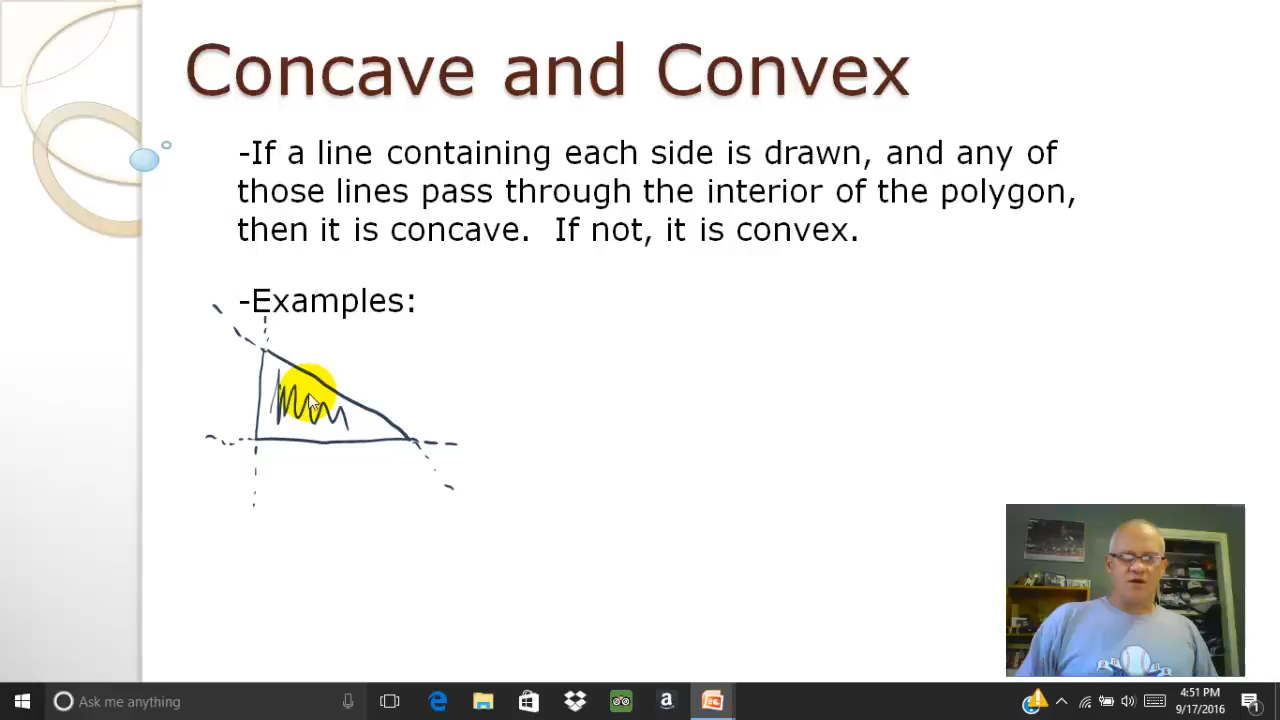 Concave and Convex
-If a line containing each side is drawn, and any of
those lines pass through the interior of the polygon,
then it is concave.  If not, it is convex.
-Examples:
Ask me anything
4:51 PM
9/17/2016